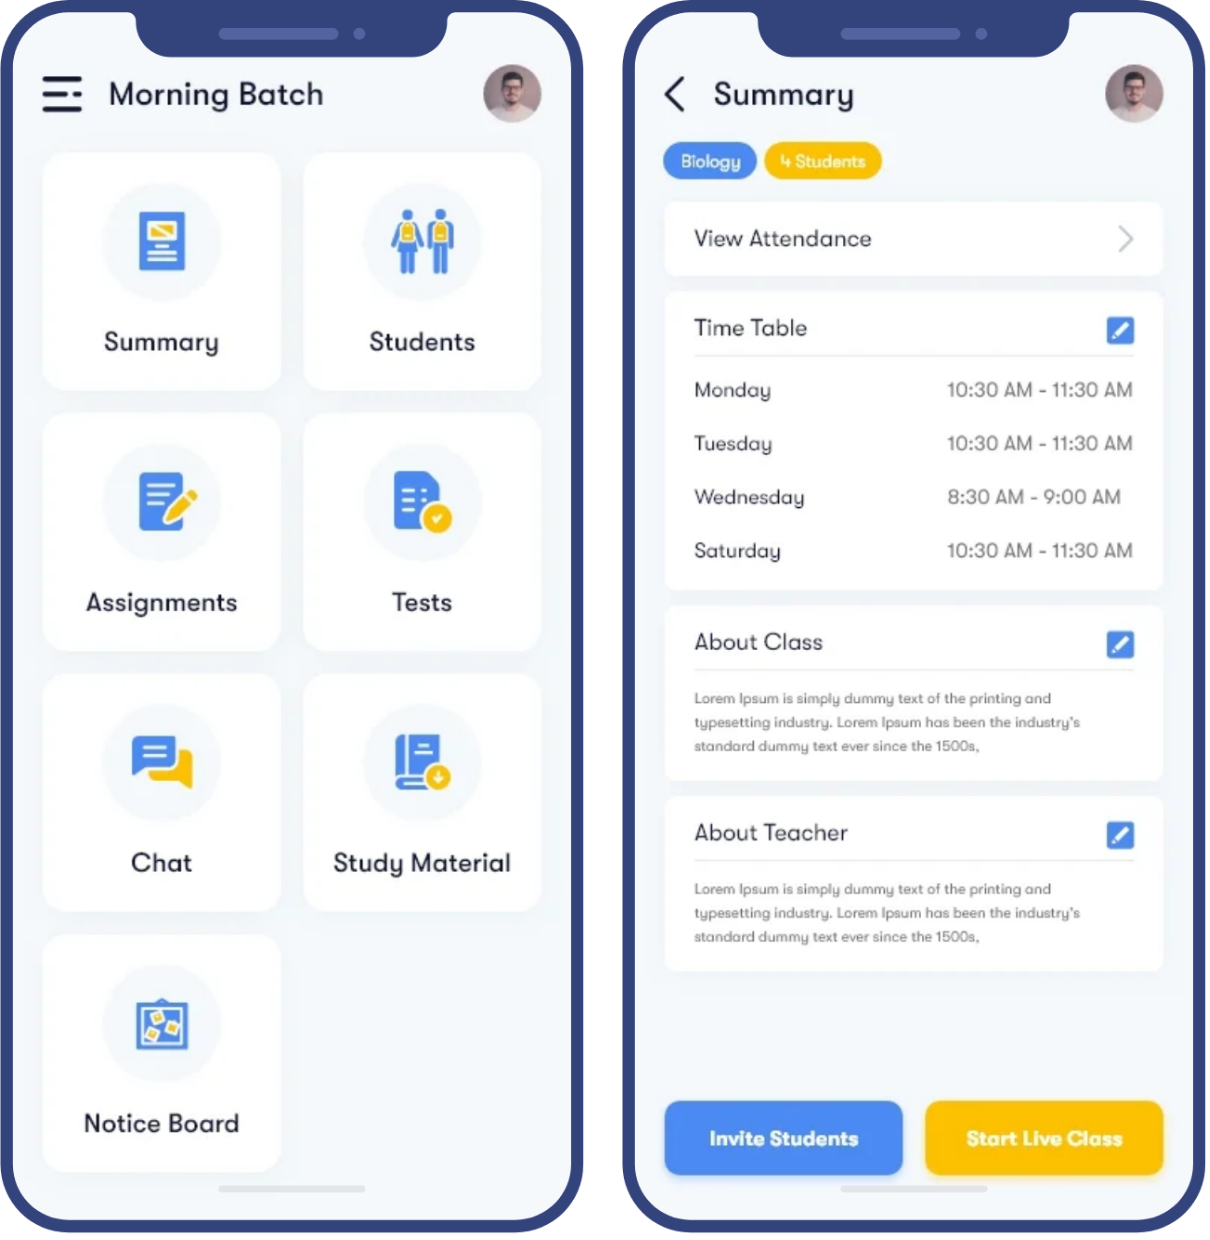 Morning Batch
Summary
Students
Assignments
Tests
Chat
Study Material
Notice Board
Summary
Biology
4 Students
View Attendance
Time Table
Monday 10:30 AM - 11:30 AM
Tuesday 10:30 AM - 11:30 AM
Wednesday 8:30 AM - 9:00 AM
Saturday 10:30 AM - 11:30 AM
About Class
Lorem Ipsum is simply dummy text of the printing and
typesetting industry. Lorem Ipsum has been the industry's
standard dummy text ever since the 1500s,
About Teacher
Lorem Ipsum is simply dummy text of the printing and
typesetting industry. Lorem Ipsum has been the industry's
standard dummy text ever since the 1500s,
Invite Students
Start Live Class